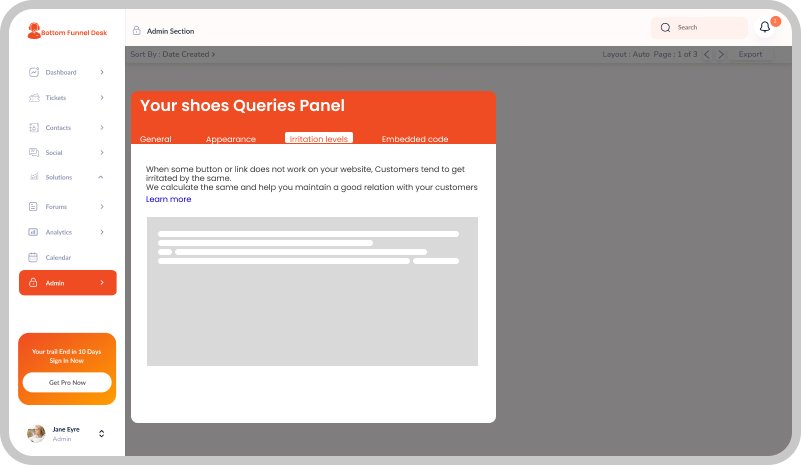 Bottom Funnel Desk
Dashboard
Tickets
Contacts
Social
Solutions
Forums
Analytics
Calendar
Admin
Your trail End in 10 Days
Sign In Now
Get Pro Now
Jane Eyre
Admin
Admin Section
Search
Sort By : Date Created >
Layout : Auto Page : 1 of 3 < > Export
Your shoes Queries Panel
General Appearance Irritation levels Embedded code
When some button or link does not work on your website, Customers tend to get
irritated by the same.
We calculate the same and help you maintain a good relation with your customers
Learn more